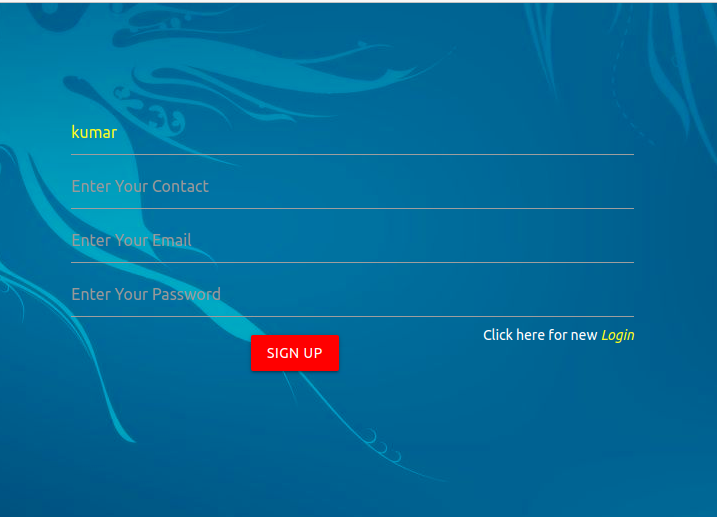 kumar
Enter Your Contact
Enter Your Email
Enter Your Password
Click here for new Login
SIGN UP